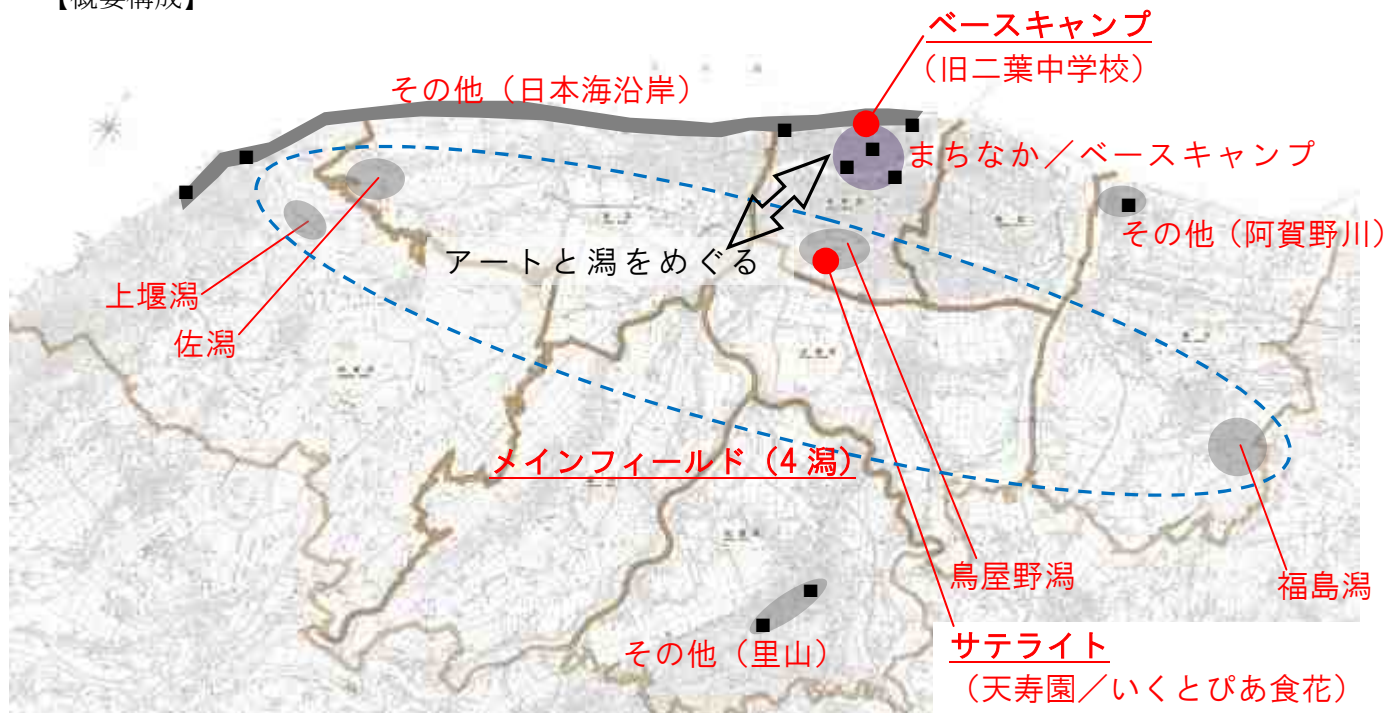 【概要構成】
ベースキャンプ
（旧二葉中学校）
その他（日本海沿岸）
まちなか／ベースキャンプ
その他（阿賀野川）
アートと潟をめぐる
上堰潟
佐潟
メインフィールド（4 潟）
鳥屋野潟
福島潟
その他（里山）
サテライト
（天寿園／いくとぴあ食花）